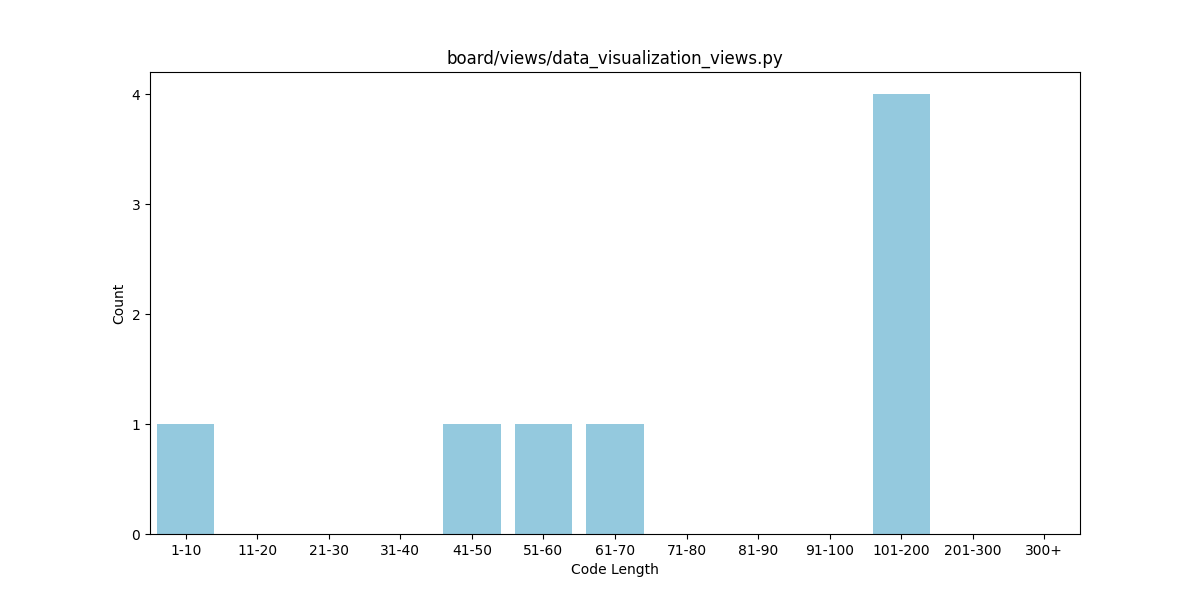 board/views/data_visualization_views.py
4
3
2
1
0
Count
1-10 11-20 21-30 31-40 41-50 51-60 61-70 71-80 81-90 91-100 101-200 201-300 300+
Code Length